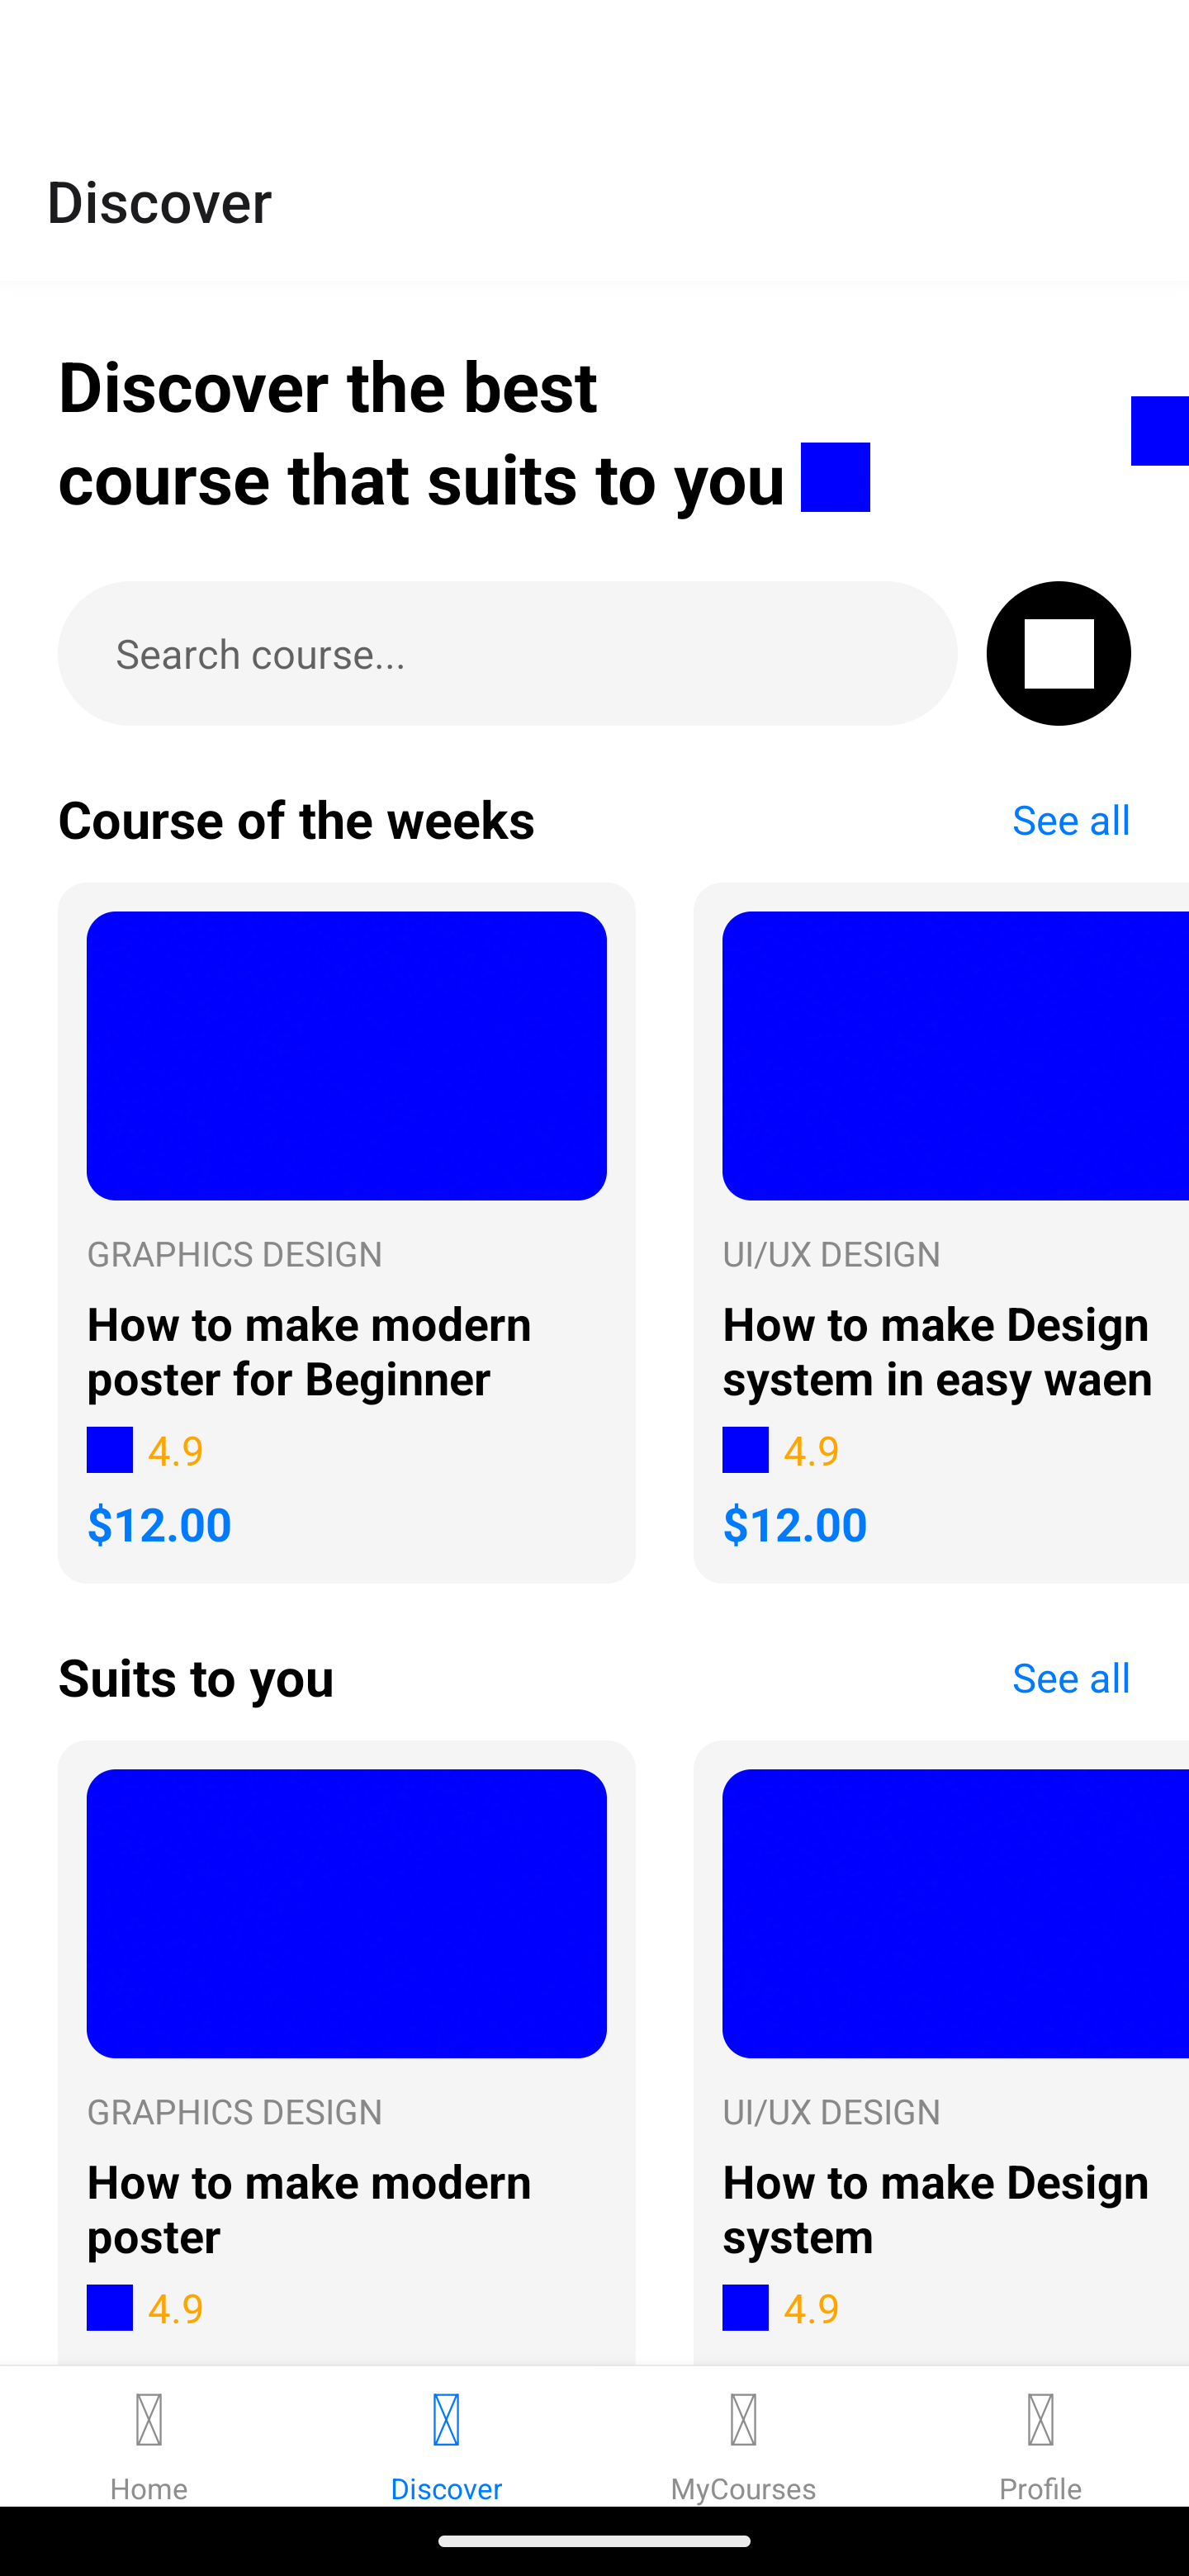 Discover
Discover the best
course that suits to you
Search course...
Course of the weeks
See all
GRAPHICS DESIGN
How to make modern
poster for Beginner
4.9
$12.00
UI/UX DESIGN
How to make Design
system in easy waen
4.9
$12.00
Suits to you
See all
GRAPHICS DESIGN
How to make modern
poster
4.9
UI/UX DESIGN
How to make Design
system
4.9
Home
Discover
MyCourses
Profile